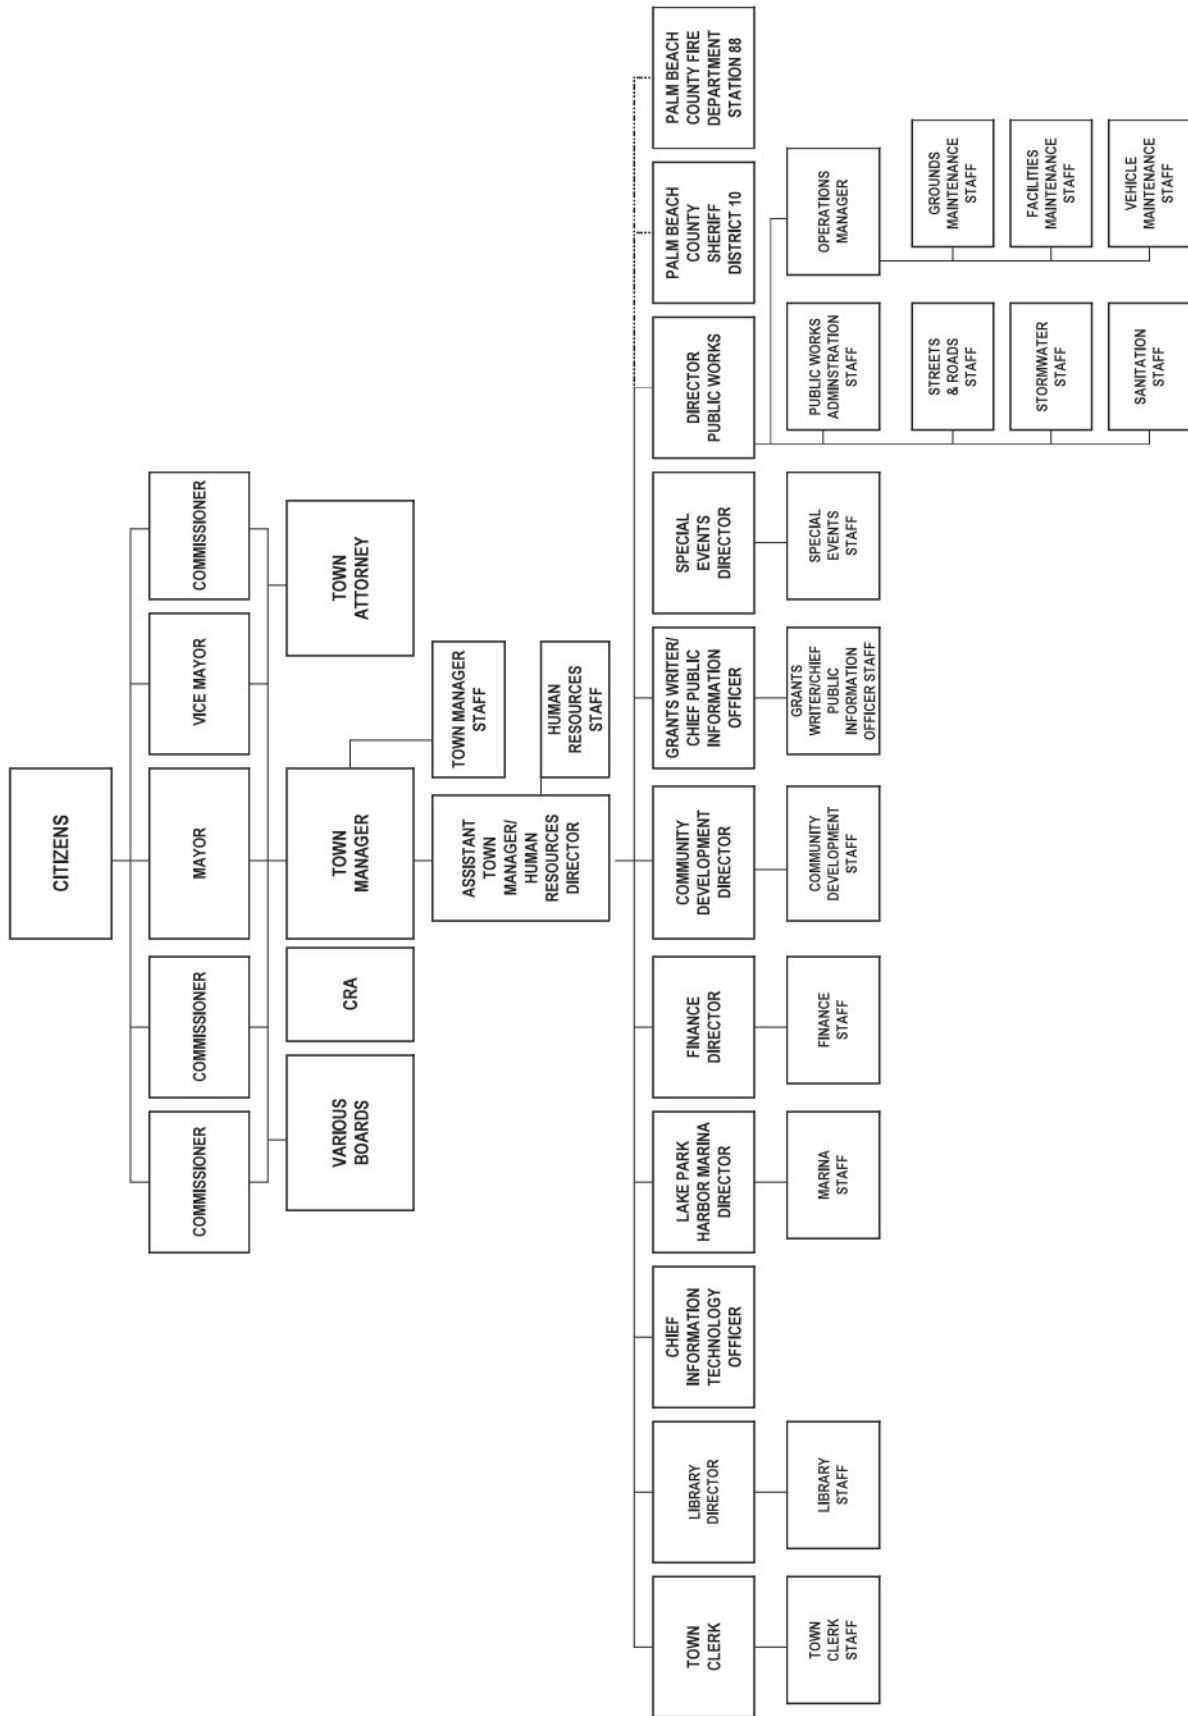 CITIZENS
COMMISSIONER
COMMISSIONER
MAYOR
VICE MAYOR
COMMISSIONER
VARIOUS
BOARDS
CRA
TOWN
MANAGER
TOWN
ATTORNEY
TOWN MANAGER
STAFF
ASSISTANT
TOWN
MANAGER/
HUMAN
RESOURCES
DIRECTOR
HUMAN
RESOURCES
STAFF
TOWN
CLERK
LIBRARY
DIRECTOR
CHIEF
INFORMATION
TECHNOLOGY
OFFICER
LAKE PARK
HARBOR MARINA
DIRECTOR
FINANCE
DIRECTOR
COMMUNITY
DEVELOPMENT
DIRECTOR
GRANTS WRITER/
CHIEF PUBLIC
INFORMATION
OFFICER
SPECIAL
EVENTS
DIRECTOR
DIRECTOR
PUBLIC WORKS
PALM BEACH
COUNTY
SHERIFF
DISTRICT 10
PALM BEACH
COUNTY FIRE
DEPARTMENT
STATION 88
TOWN
CLERK
STAFF
LIBRARY
STAFF
MARINA
STAFF
FINANCE
STAFF
COMMUNITY
DEVELOPMENT
STAFF
GRANTS
WRITER/CHIEF
PUBLIC
INFORMATION
OFFICER STAFF
SPECIAL
EVENTS
STAFF
PUBLIC WORKS
ADMINSTRATION
STAFF
OPERATIONS
MANAGER
STREETS
& ROADS
STAFF
GROUNDS
MAINTENANCE
STAFF
STORMWATER
STAFF
FACILITIES
MAINTENANCE
STAFF
SANITATION
STAFF
VEHICLE
MAINTENANCE
STAFF